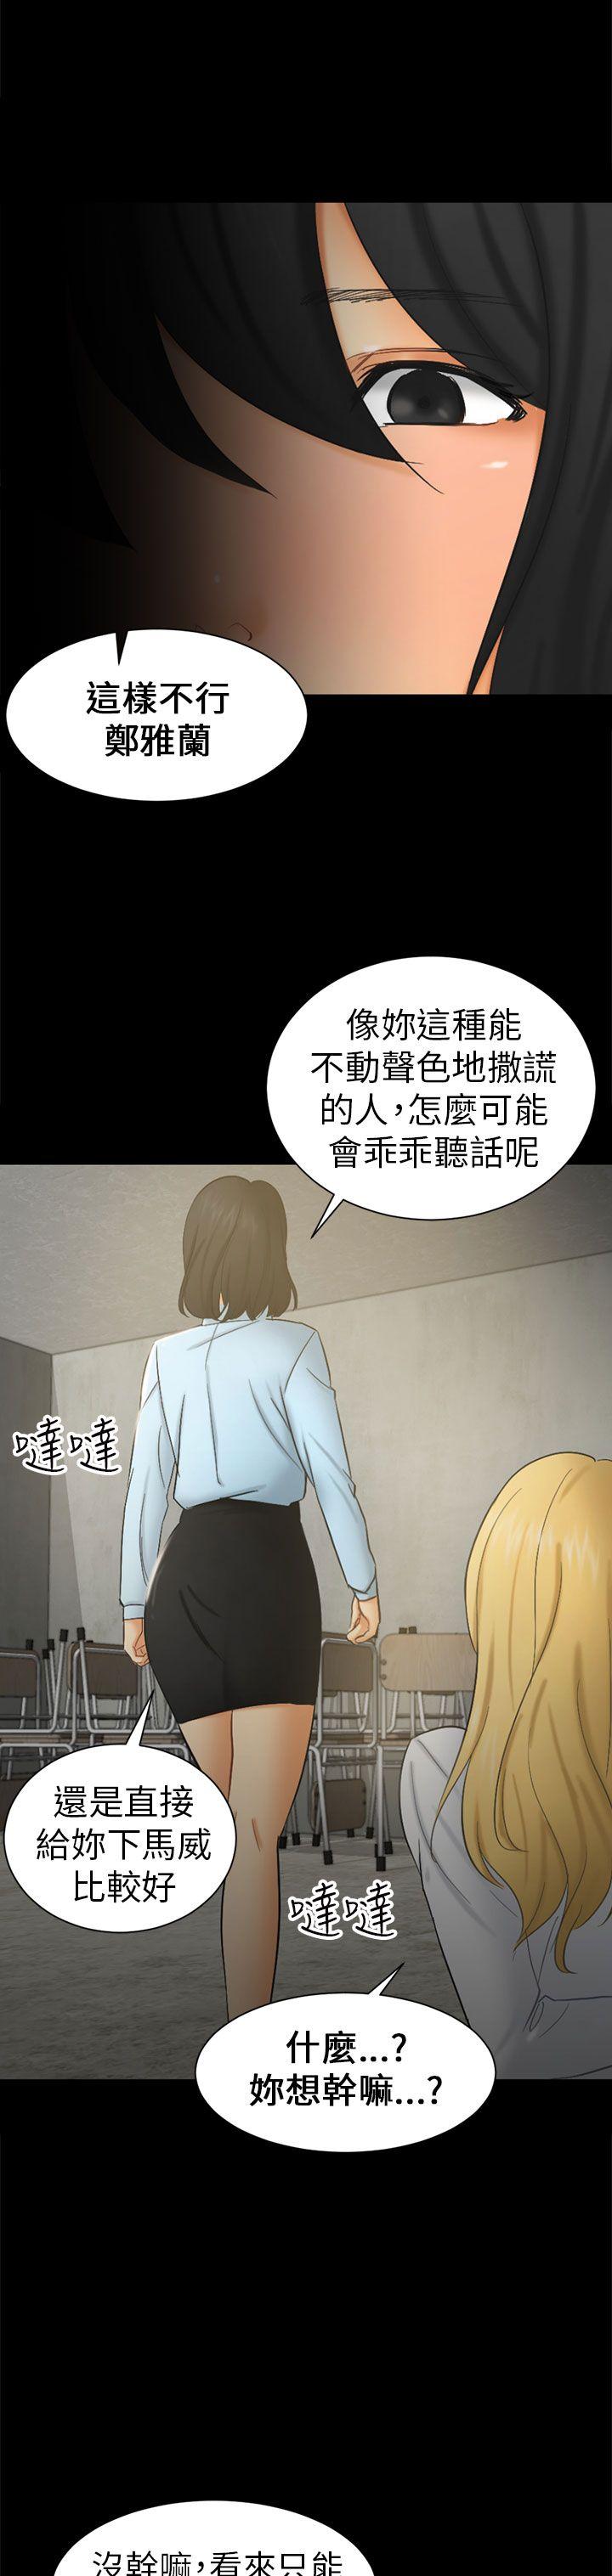 這樣不行
鄭雅蘭
像妳這種能
不動聲色地撒謊
的人，怎麼可能
會乖乖聽話呢
噠噠
還是直接
給妳下馬威
比較好
噠噠
什麼...?
妳想幹嘛...?
沒幹嘛，看來只能